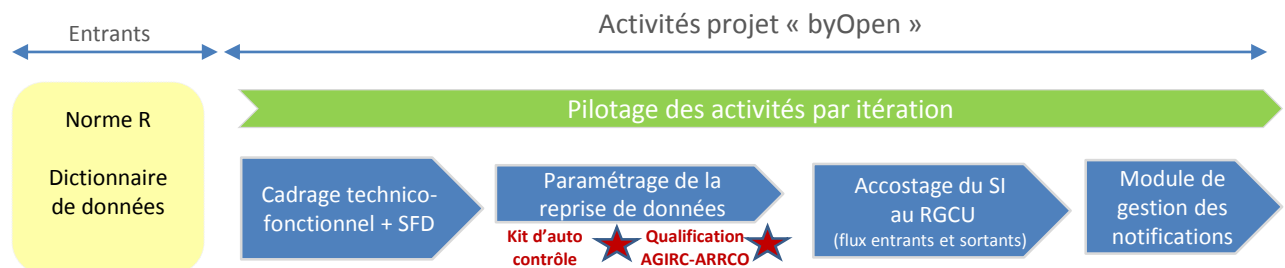 Entrants
Activités projet « byOpen »
Norme R
Dictionnaire
de données
Pilotage des activités par itération
Cadrage technico-
fonctionnel + SFD
Paramétrage de la
reprise de données
Kit d'auto
contrôle
Qualification
AGIRC-ARRCO
Accostage du SI
au RGCU
(flux entrants et sortants)
Module de
gestion des
notifications